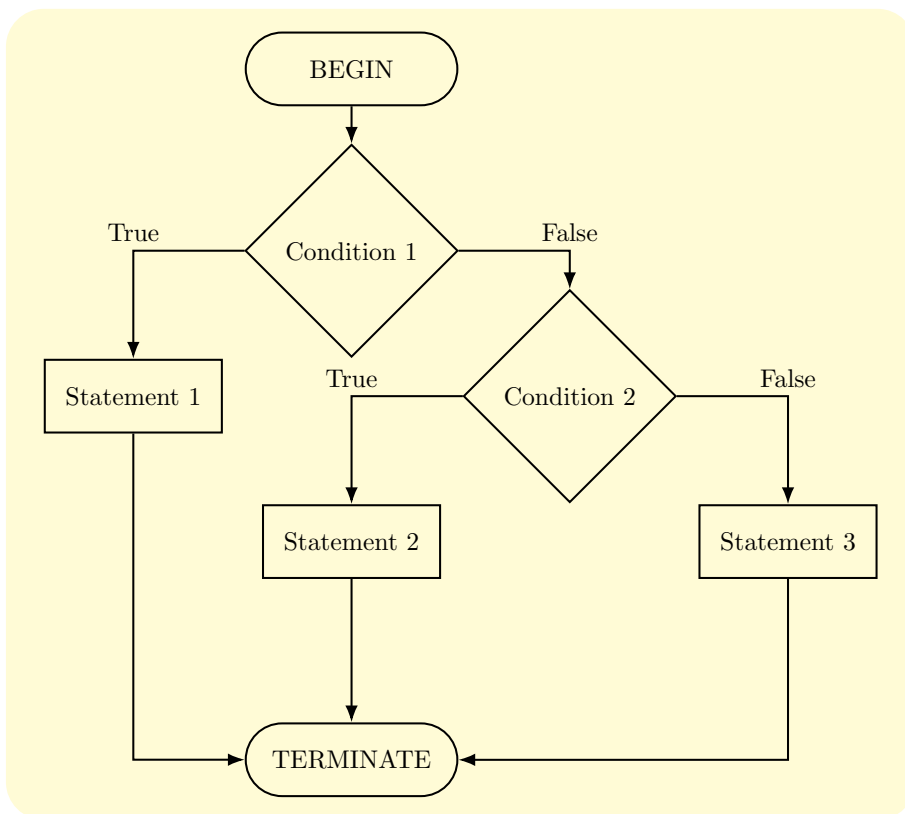 BEGIN
True
False
Condition 1
True
False
Statement 1
Condition 2
Statement 2
Statement 3
TERMINATE